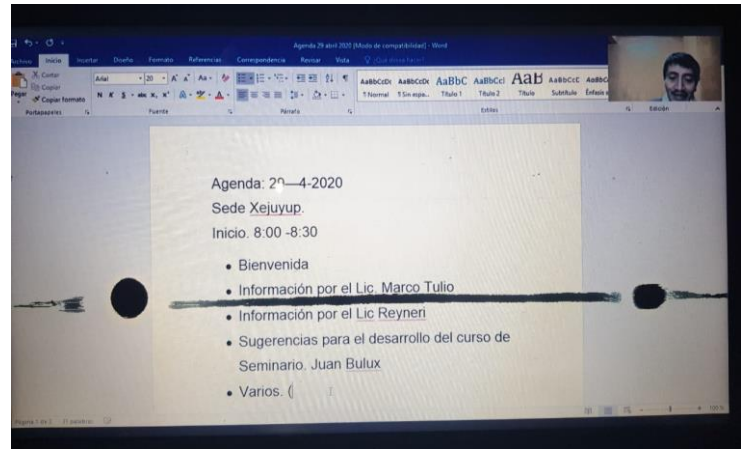 Agenda 29 abril 2020 [Modo de compatibilidad] - Word
Archivo Inicio Insertar Diseño Formato Referencias Correspondencia Revisar Vista
Cortar
Copiar
Pegar Copiar formato
Arial 20
N K S abc x, x²
AaBbCcDc AaBbCcDc AaBbC AaBbCcI AaB AaBbCcC
¶ Normal ¶ Sin espa... Título 1 Título 2 Título Subtítulo
Portapapeles Fuente Párrafo Estilos Edición
Agenda: 29—4-2020
Sede Xejuyup.
Inicio. 8:00 -8:30
• Bienvenida
• Información por el Lic. Marco Tulio
• Información por el Lic Reyneri
• Sugerencias para el desarrollo del curso de
Seminario. Juan Bulux
• Varios. (